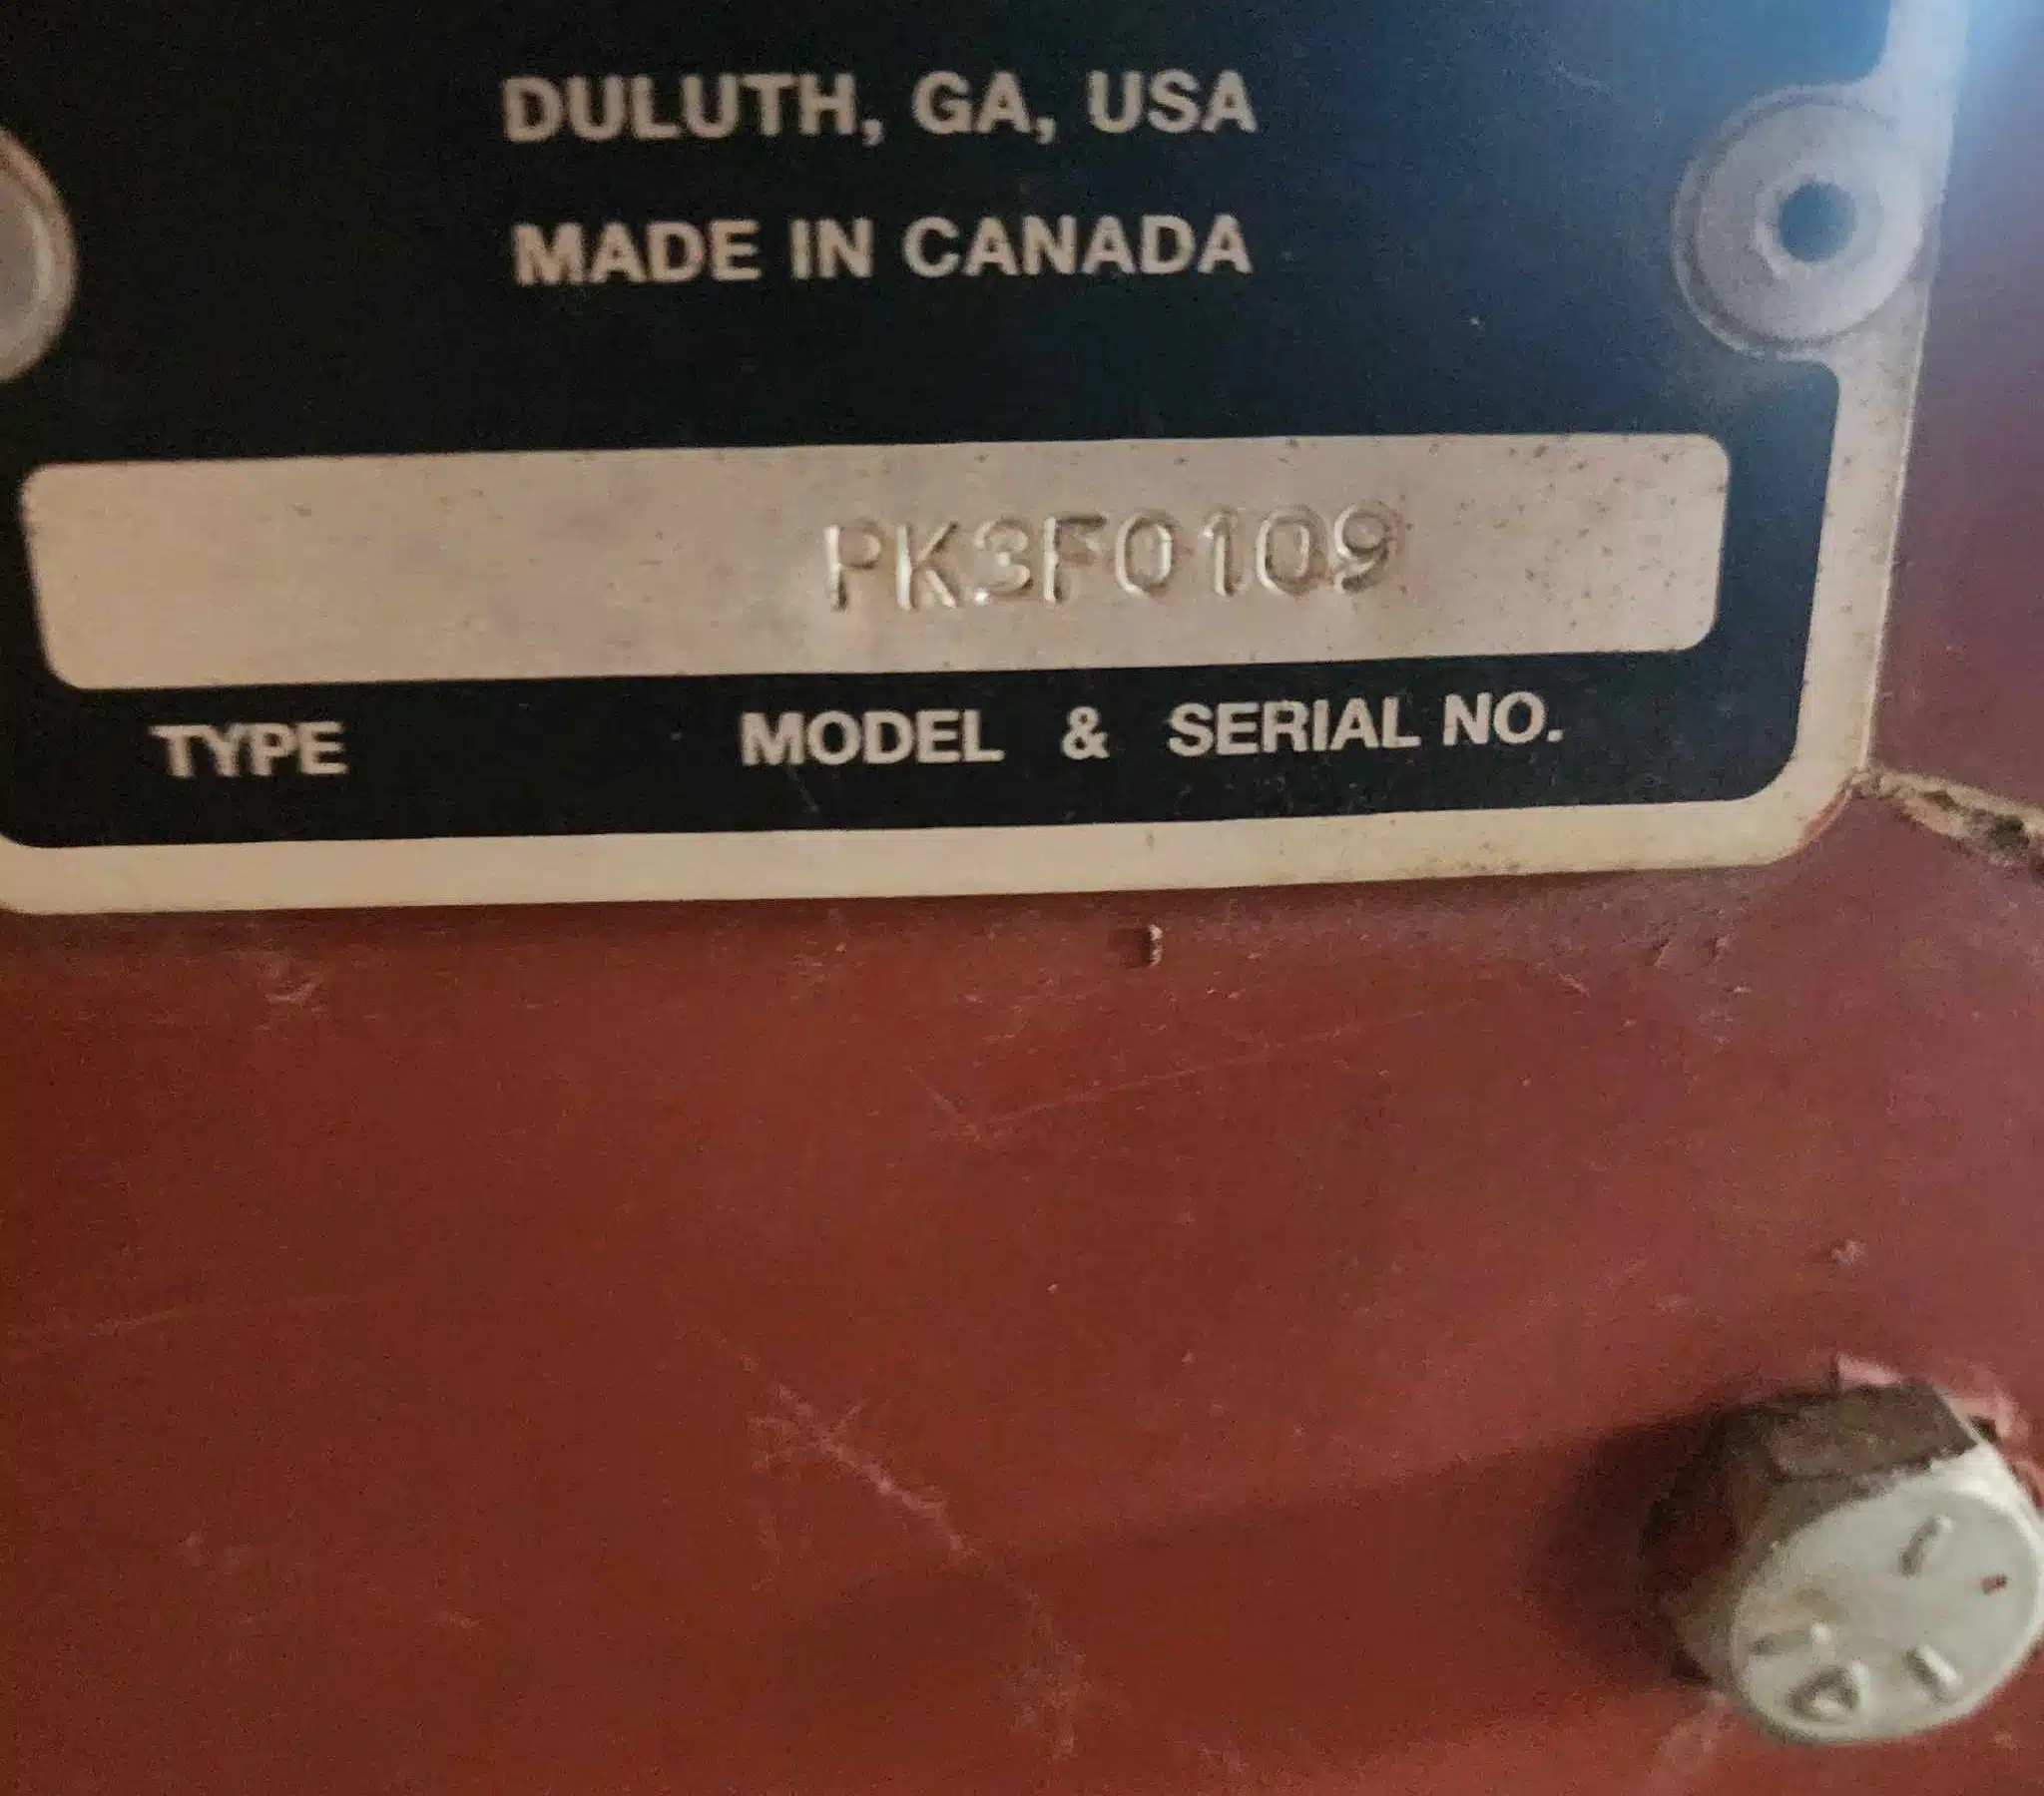 DULUTH, GA, USA
MADE IN CANADA
PK3F0109
TYPE MODEL & SERIAL NO.